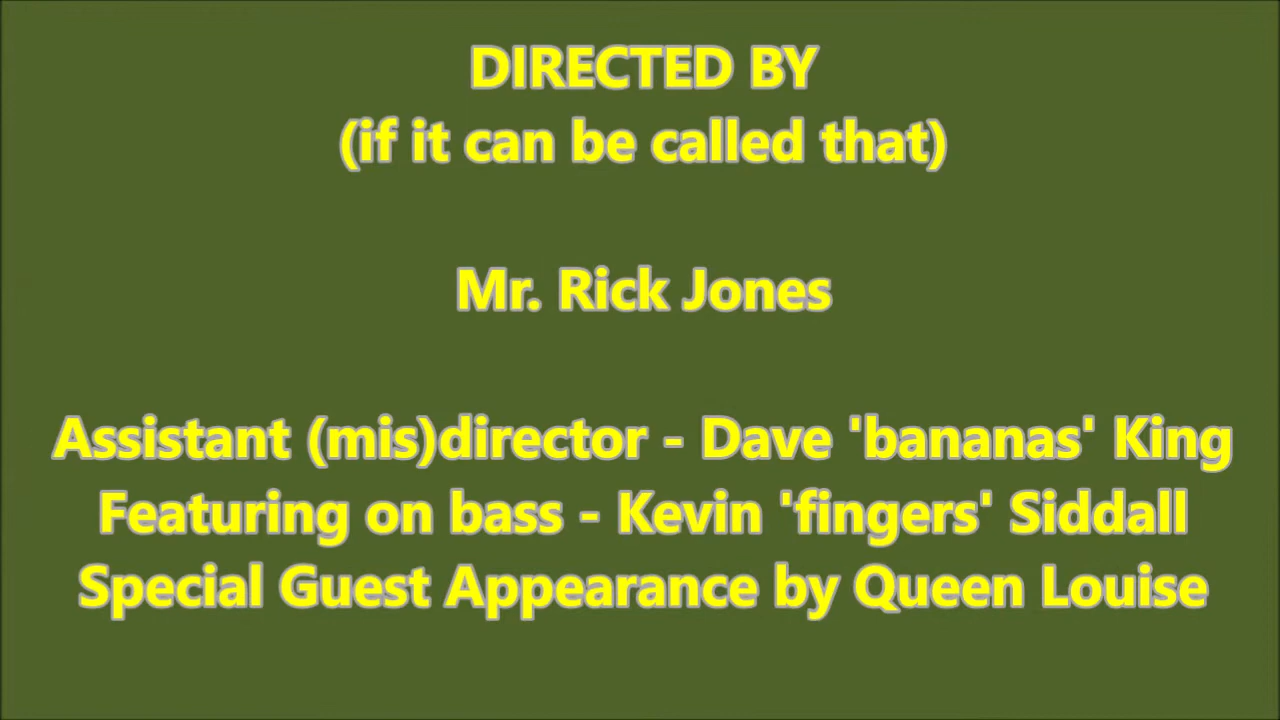 DIRECTED BY
(if it can be called that)
Mr. Rick Jones
Assistant (mis)director - Dave 'bananas' King
Featuring on bass - Kevin 'fingers' Siddall
Special Guest Appearance by Queen Louise